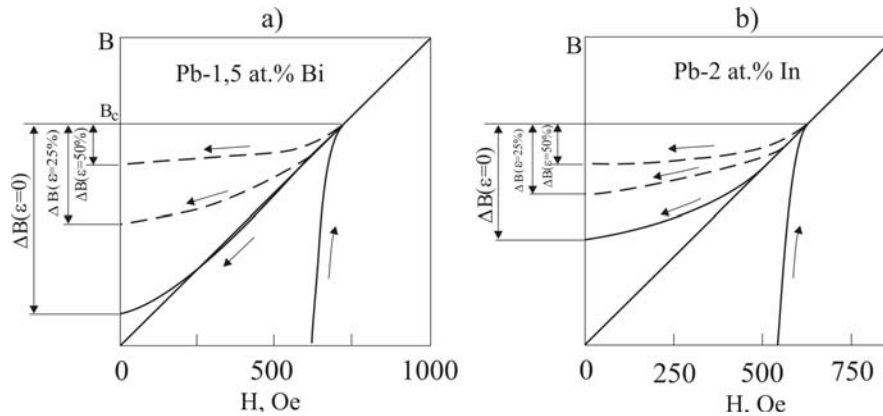 a)
B
Pb-1,5 at.% Bi
B_c
ΔB(ε=0)
ΔB(ε=25%)
ΔB(ε=50%)
0
500
1000
H, Oe
b)
B
Pb-2 at.% In
ΔB(ε=0)
ΔB(ε=25%)
ΔB(ε=50%)
0
250
500
750
H, Oe